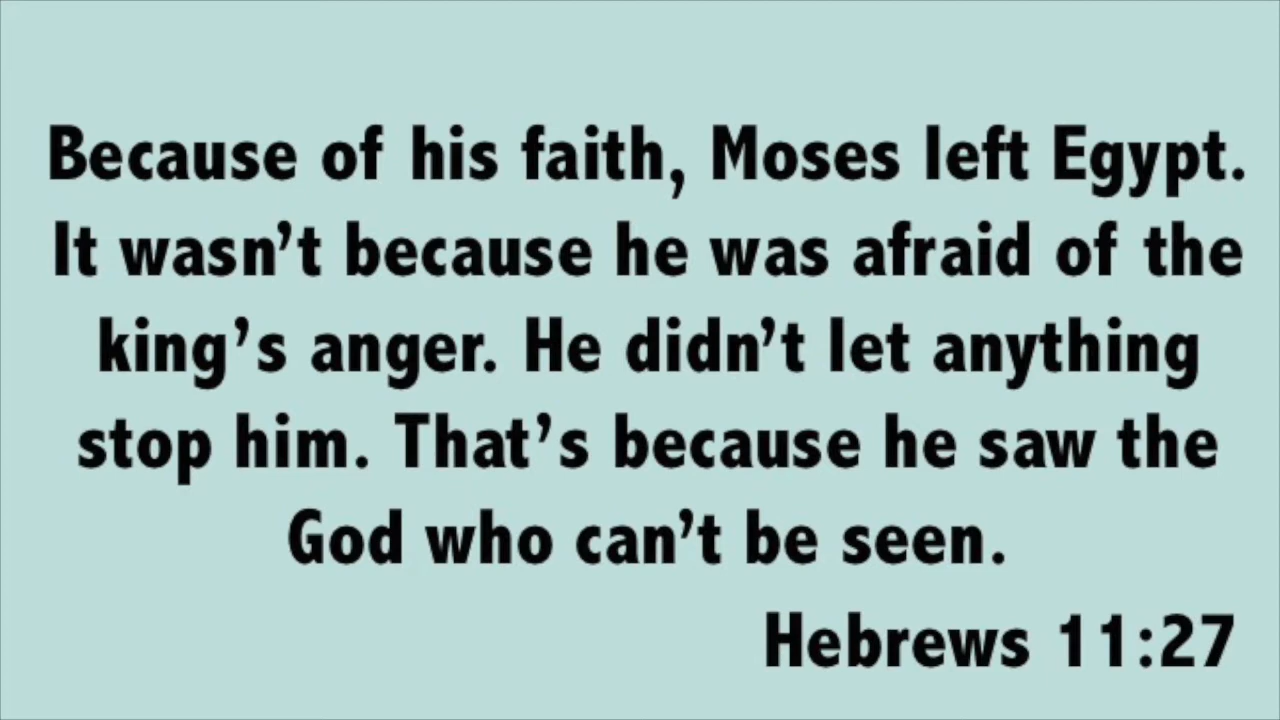 Because of his faith, Moses left Egypt.
It wasn’t because he was afraid of the
king’s anger. He didn’t let anything
stop him. That’s because he saw the
God who can’t be seen.
Hebrews 11:27